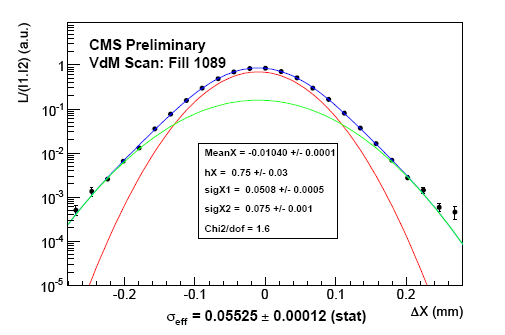 CMS Preliminary
VdM Scan: Fill 1089
L/(I1.I2) (a.u.)
1
10-1
10-2
10-3
10-4
10-5
MeanX = -0.01040 +/- 0.0001
hX = 0.75 +/- 0.03
sigX1 = 0.0508 +/- 0.0005
sigX2 = 0.075 +/- 0.001
Chi2/dof = 1.6
-0.2 -0.1 0 0.1 0.2
σeff = 0.05525 ± 0.00012 (stat) ΔX (mm)